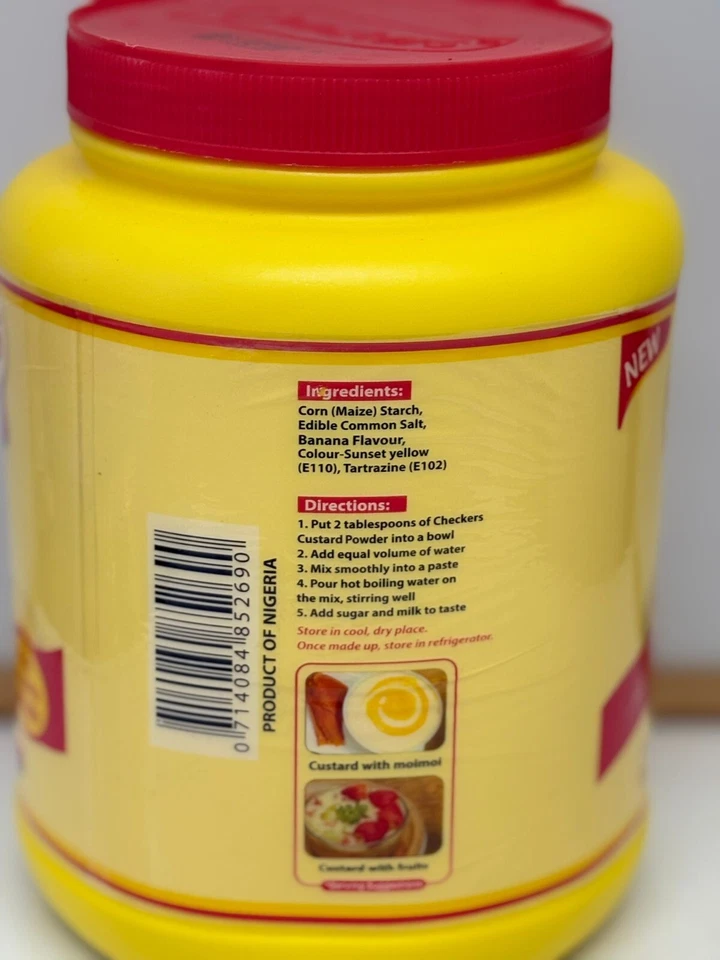 NEW
Ingredients:
Corn (Maize) Starch,
Edible Common Salt,
Banana Flavour,
Colour-Sunset yellow
(E110), Tartrazine (E102)
Directions:
1. Put 2 tablespoons of Checkers
Custard Powder into a bowl
2. Add equal volume of water
3. Mix smoothly into a paste
4. Pour hot boiling water on
the mix, stirring well
5. Add sugar and milk to taste
Store in cool, dry place.
Once made up, store in refrigerator.
0 714084 852690
PRODUCT OF NIGERIA
Custard with moimoi
Custard with fruits
Serving Suggestions